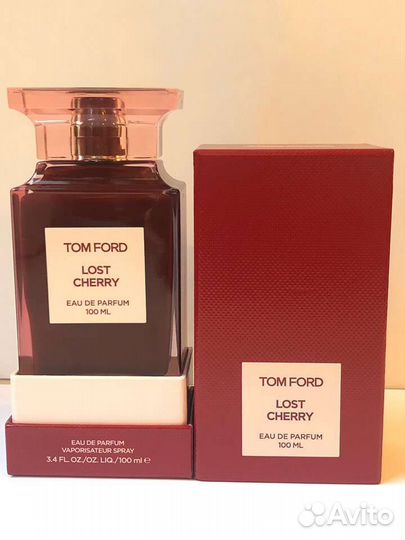 TOM FORD
LOST
CHERRY
EAU DE PARFUM
100 ML
EAU DE PARFUM
VAPORISATEUR SPRAY
3.4 FL. OZ./OZ. LIQ./100 ml ℮
TOM FORD
LOST
CHERRY
EAU DE PARFUM
100 ML
Avito